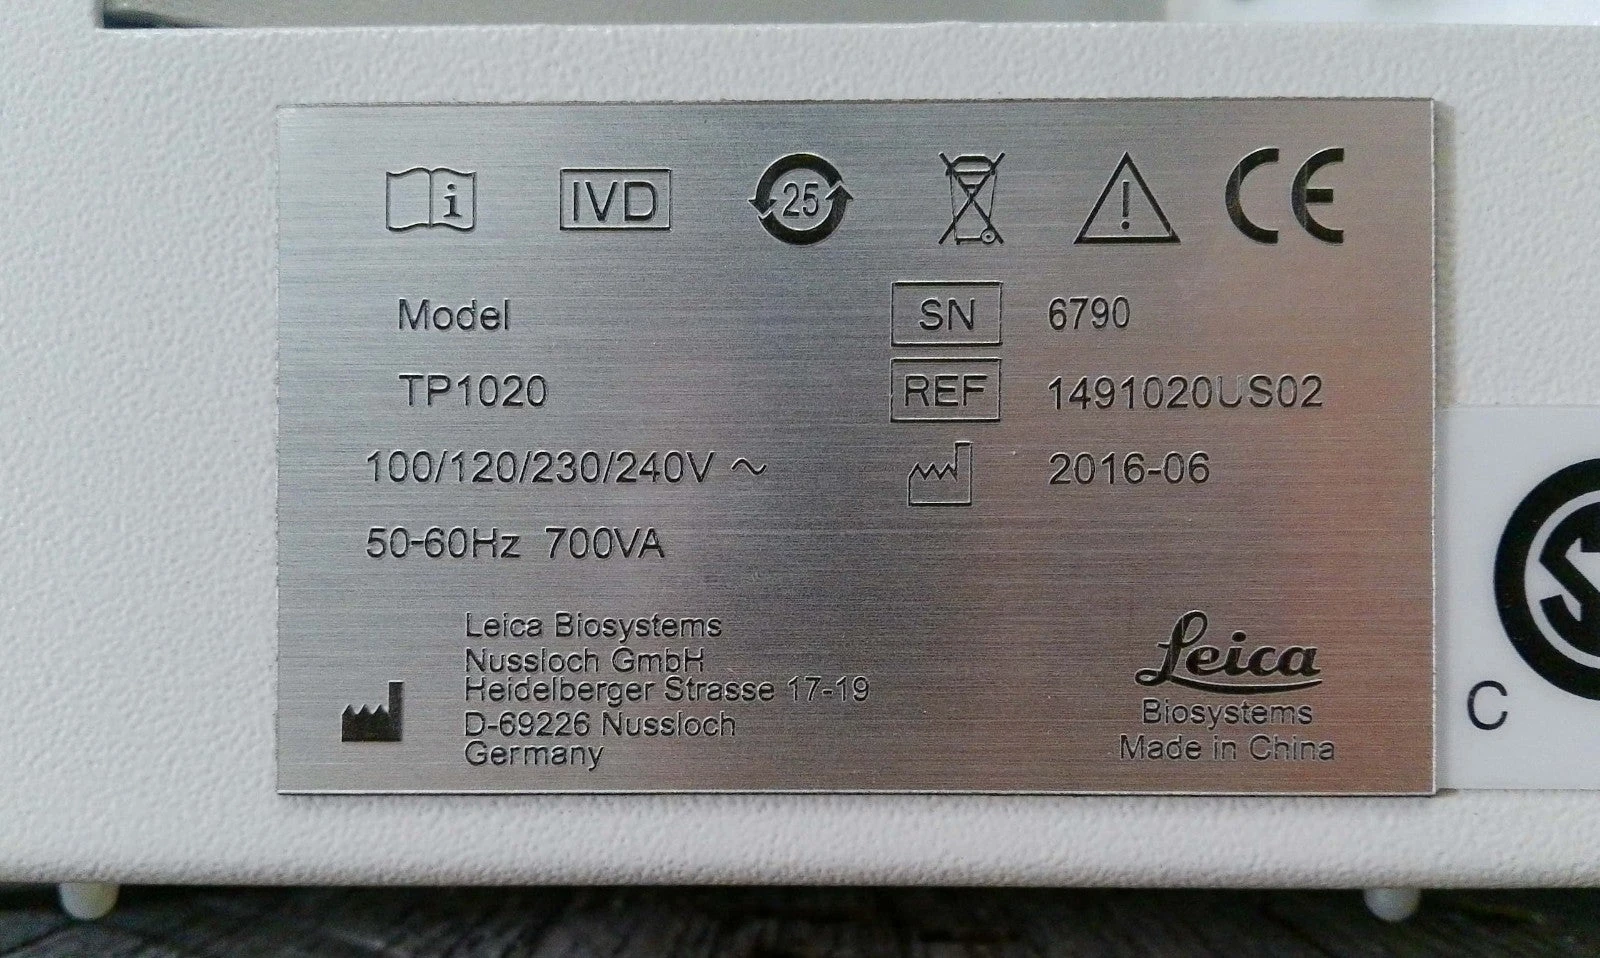 i
IVD
25
CE
Model
SN 6790
TP1020
REF 1491020US02
100/120/230/240V ~
2016-06
50-60Hz 700VA
Leica Biosystems
Nussloch GmbH
Heidelberger Strasse 17-19
D-69226 Nussloch
Germany
Leica
Biosystems
Made in China
C